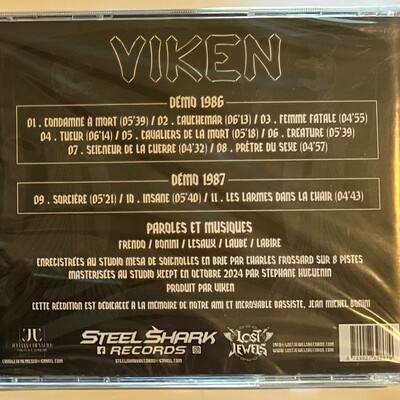 VIKEN
DÉMO 1986
01 . CONDAMNÉ A MORT (05'39) / 02 . CAUCHEMAR (06'13) / 03 . FEMME FATALE (04'55)
04 . TUEUR (06'14) / 05 . CAVALIERS DE LA MORT (05'18) / 06 . CREATURE (05'39)
07 . SEIGNEUR DE LA GUERRE (04'32) / 08 . PRÊTRE DU SEXE (04'57)
DÉMO 1987
09 . SORCIÈRE (05'21) / 10 . INSANE (05'40) / 11 . LES LARMES DANS LA CHAIR (04'43)
PAROLES ET MUSIQUES
FRENDO / BONINI / LESAUX / LAUBE / LABIRE
ENREGISTRÉES AU STUDIO MESA DE SOIGNOLLES EN BRIE PAR CHARLES FROSSARD SUR 8 PISTES
MASTERISÉES AU STUDIO XCEPT EN OCTOBRE 2024 PAR STEPHANE HUGUENIN
PRODUIT PAR VIKEN
CETTE RÉÉDITION EST DÉDICACÉE À LA MÉMOIRE DE NOTRE AMI ET INCROYABLE BASSISTE, JEAN MICHEL BONINI
STEEL SHARK
RECORDS
STEELSHARKRECORDS@GMAIL.COM
LOST
JEWELS